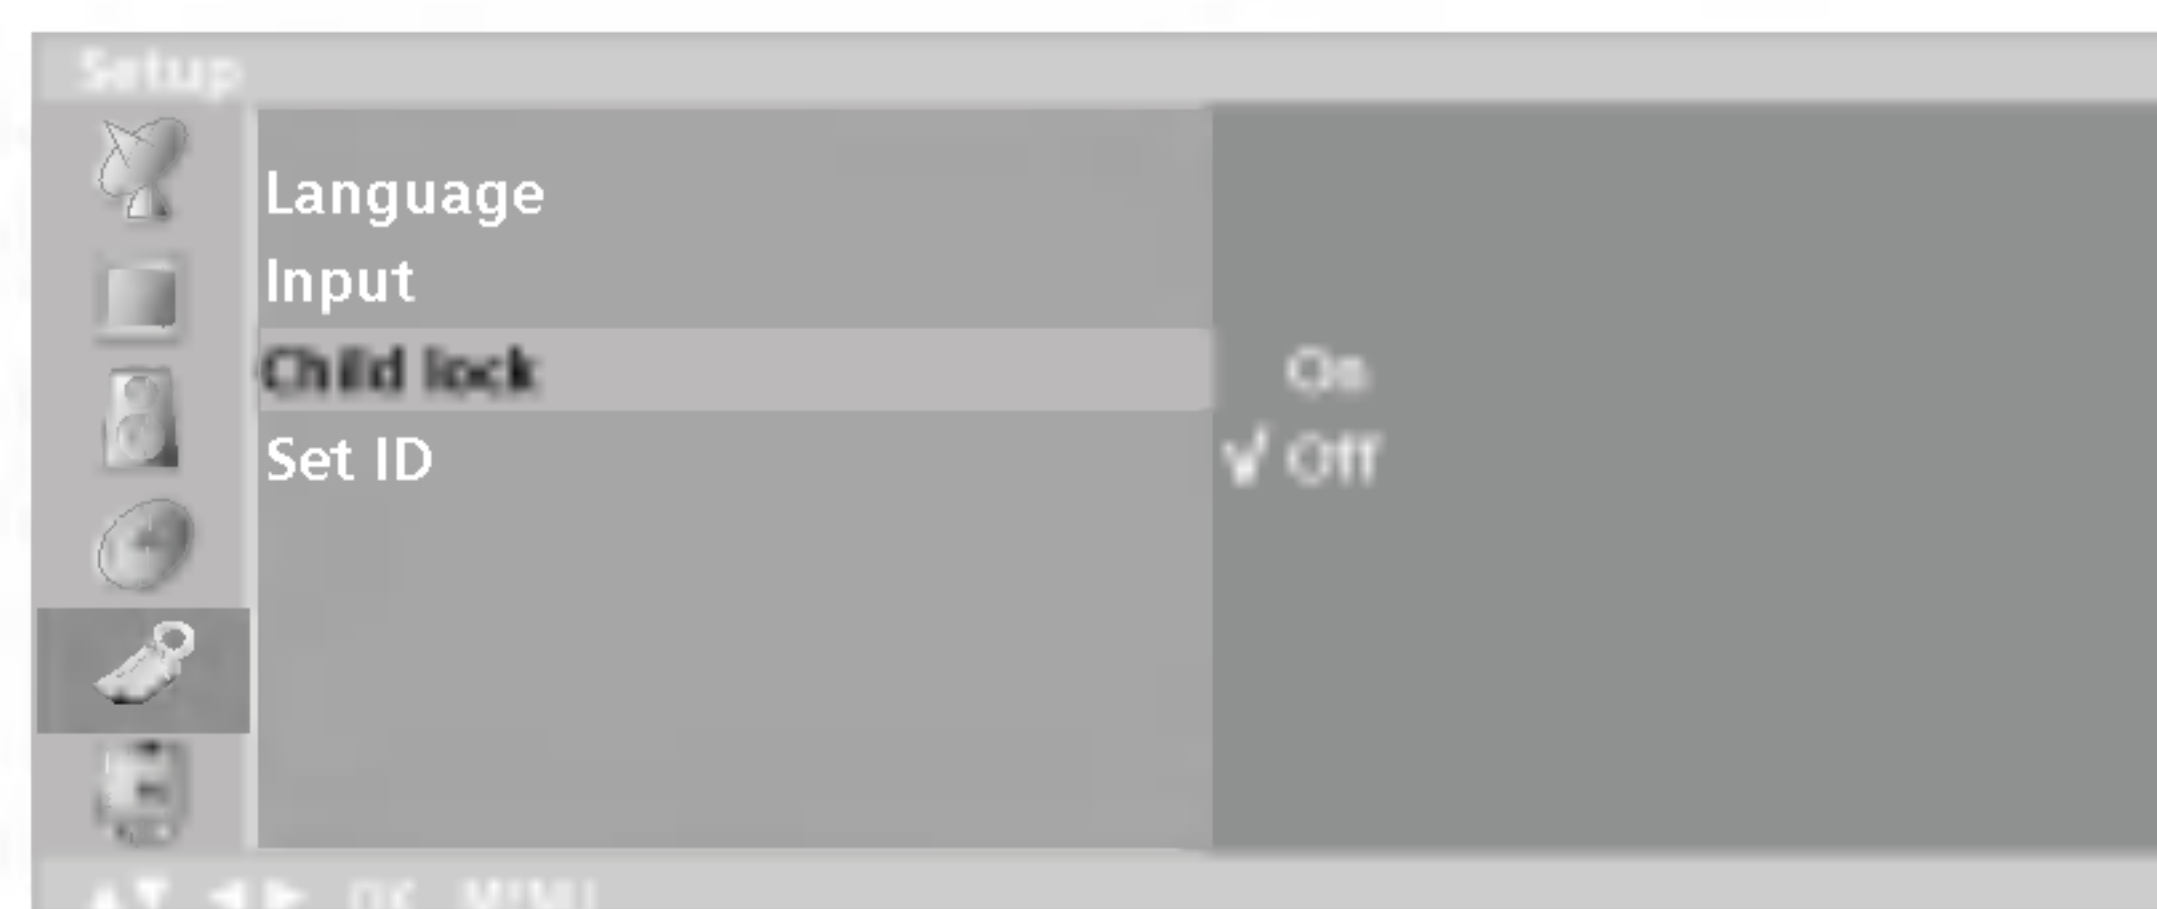 Setup
Language
Input
Child lock
On
Set ID
√ Off
▲▼ ◀ ▶ OK MENU